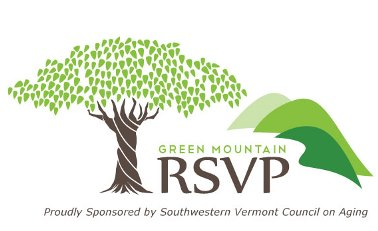 GREEN MOUNTAIN
RSVP
Proudly Sponsored by Southwestern Vermont Council on Aging